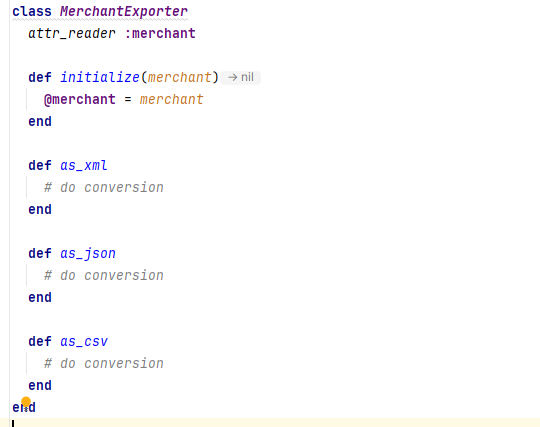 class MerchantExporter
  attr_reader :merchant

  def initialize(merchant) → nil
    @merchant = merchant
  end

  def as_xml
    # do conversion
  end

  def as_json
    # do conversion
  end

  def as_csv
    # do conversion
  end
end